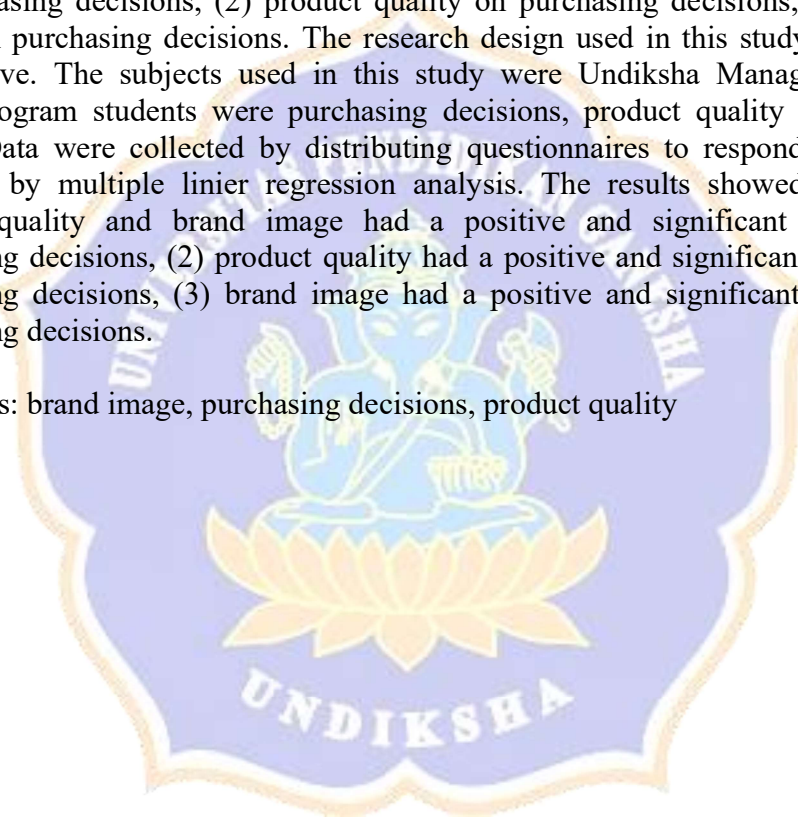 asing decisions, (2) product quality on purchasing decisions,
purchasing decisions. The research design used in this study
ve. The subjects used in this study were Undiksha Manag
ogram students were purchasing decisions, product quality
Data were collected by distributing questionnaires to respond
by multiple linier regression analysis. The results showed
quality and brand image had a positive and significant
ng decisions, (2) product quality had a positive and significan
ng decisions, (3) brand image had a positive and significant
ng decisions.
s: brand image, purchasing decisions, product quality
UNIVERSITAS PENDIDIKAN GANESHA
UNDIKSHA